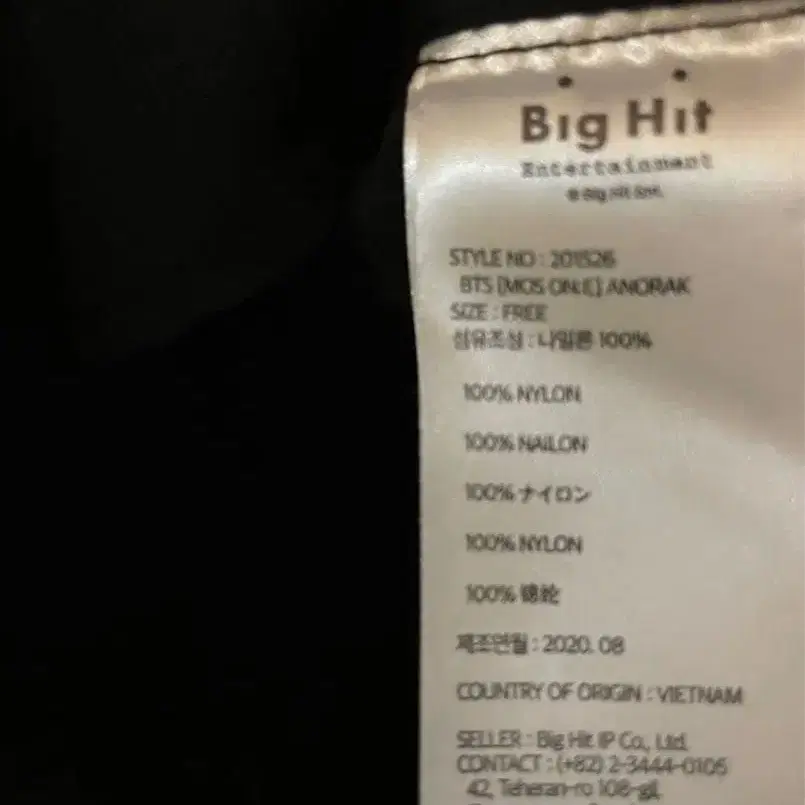 Big Hit
Entertainment
© Big Hit Ent.
STYLE NO : 201526
BTS [MOS ON:E] ANORAK
SIZE : FREE
섬유조성 : 나일론 100%
100% NYLON
100% NAILON
100% ナイロン
100% NYLON
100% 锦纶
제조연월 : 2020. 08
COUNTRY OF ORIGIN : VIETNAM
SELLER : Big Hit IP Co., Ltd.
CONTACT : (+82) 2-3444-0105
42, Teheran-ro 108-gil,